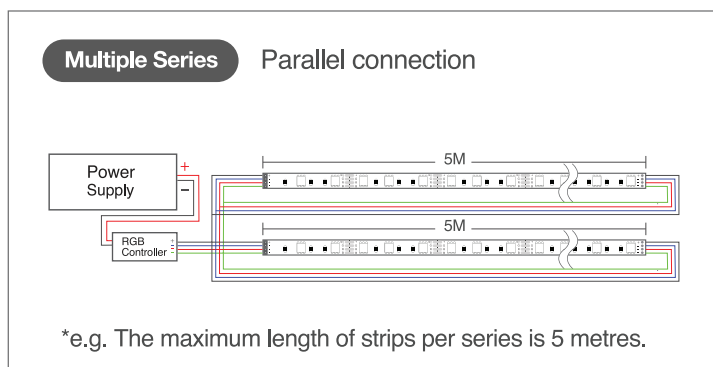 Multiple Series Parallel connection
5M
Power
Supply
+
−
RGB
Controller
5M
*e.g. The maximum length of strips per series is 5 metres.